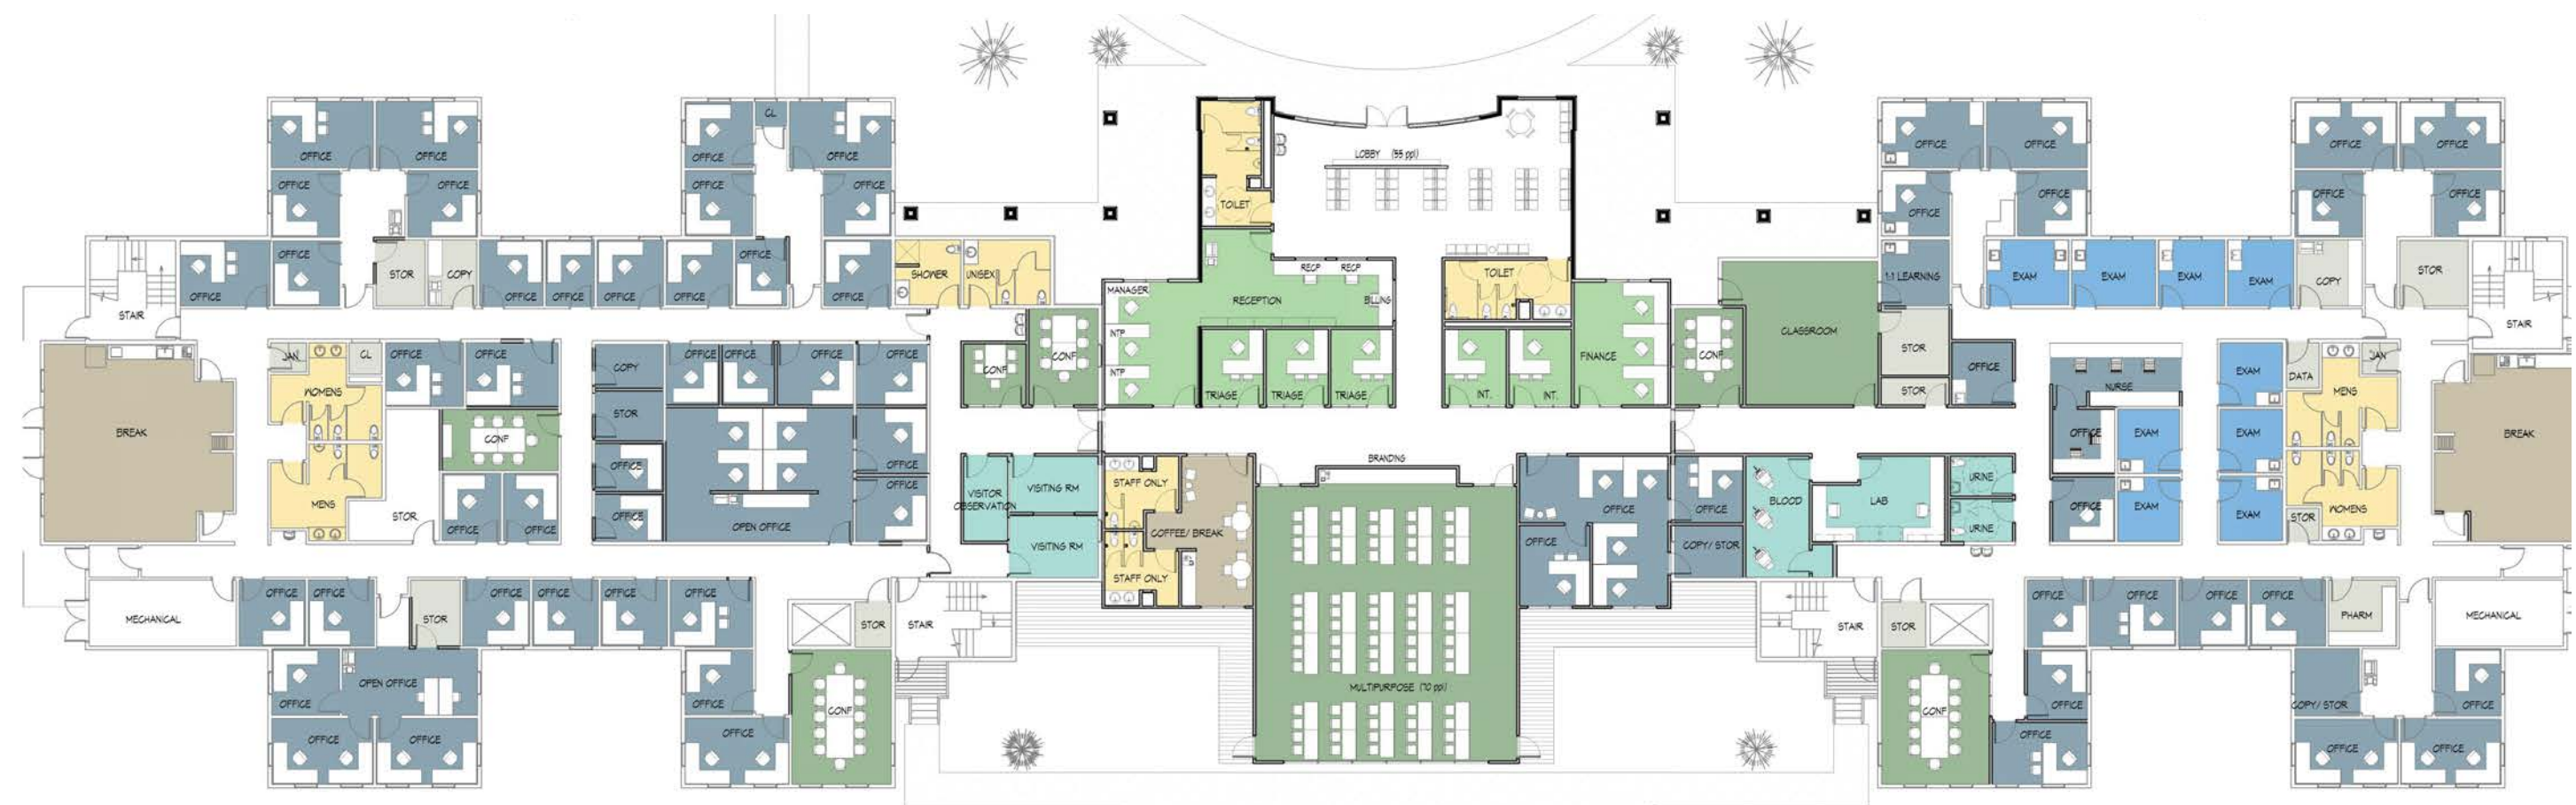 OFFICE
OFFICE
OFFICE
CL
OFFICE
LOBBY (55 ppl)
OFFICE
OFFICE
OFFICE
OFFICE
OFFICE
OFFICE
OFFICE
OFFICE
TOILET
OFFICE
OFFICE
OFFICE
OFFICE
OFFICE
OFFICE
STOR
COPY
OFFICE
OFFICE
OFFICE
OFFICE
OFFICE
OFFICE
SHOWER
UNISEX
RECP
RECP
TOILET
1:1 LEARNING
EXAM
EXAM
EXAM
EXAM
COPY
STOR
MANAGER
RECEPTION
BILLING
STAIR
INTP
INTP
CLASSROOM
STAIR
JAN
CL
OFFICE
OFFICE
COPY
OFFICE
OFFICE
OFFICE
OFFICE
CONF
CONF
FINANCE
CONF
STOR
OFFICE
NURSE
EXAM
DATA
JAN
WOMENS
MENS
TRIAGE
TRIAGE
TRIAGE
INT.
INT.
STOR
BREAK
CONF
STOR
OFFICE
OFFICE
EXAM
EXAM
BREAK
OFFICE
BRANDING
OFFICE
VISITOR
OBSERVATION
VISITING RM
STAFF ONLY
BLOOD
LAB
URINE
MENS
STOR
OFFICE
OFFICE
OFFICE
OPEN OFFICE
COFFEE/ BREAK
OFFICE
OFFICE
URINE
OFFICE
EXAM
EXAM
STOR
WOMENS
VISITING RM
OFFICE
COPY/ STOR
STAFF ONLY
MECHANICAL
OFFICE
OFFICE
STOR
OFFICE
OFFICE
OFFICE
OFFICE
STOR
STAIR
STAIR
STOR
OFFICE
OFFICE
OFFICE
OFFICE
PHARM
MECHANICAL
OFFICE
OPEN OFFICE
OFFICE
CONF
MULTIPURPOSE (70 ppl)
CONF
OFFICE
COPY/ STOR
OFFICE
OFFICE
OFFICE
OFFICE
OFFICE
OFFICE
OFFICE